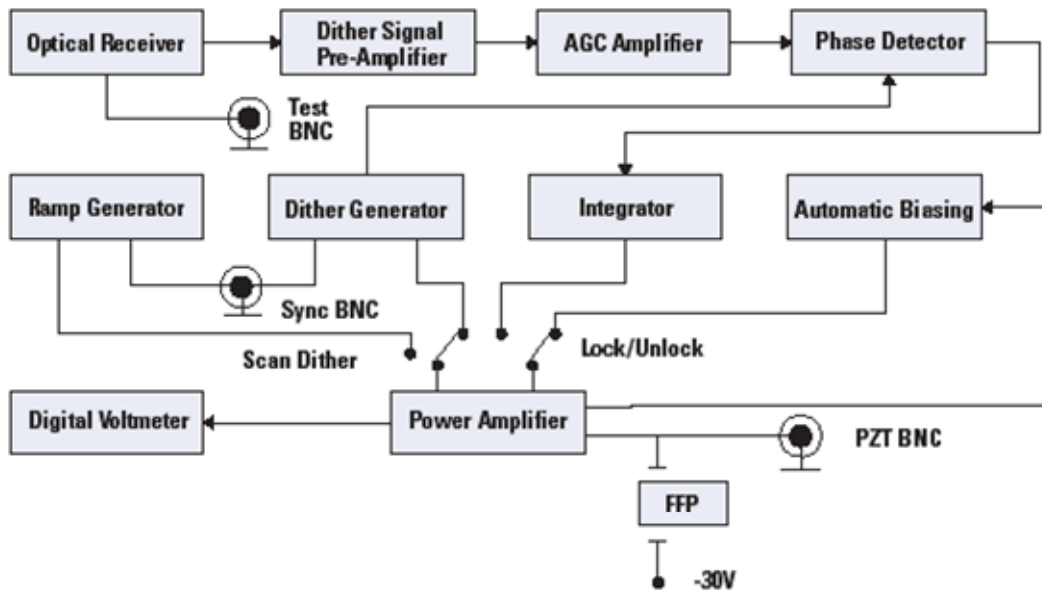 Optical Receiver
Dither Signal
Pre-Amplifier
AGC Amplifier
Phase Detector
Test
BNC
Ramp Generator
Dither Generator
Integrator
Automatic Biasing
Sync BNC
Scan Dither
Lock/Unlock
Digital Voltmeter
Power Amplifier
PZT BNC
FFP
-30V